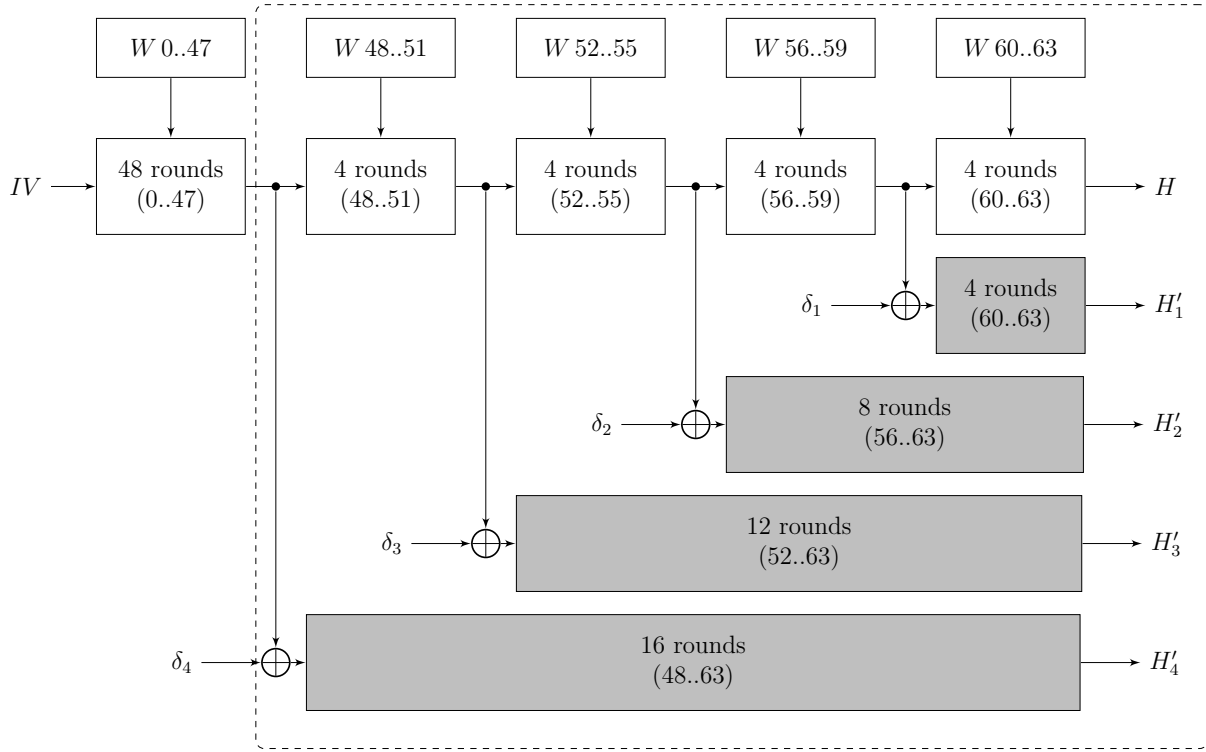 W 0..47
W 48..51
W 52..55
W 56..59
W 60..63
IV
48 rounds
(0..47)
4 rounds
(48..51)
4 rounds
(52..55)
4 rounds
(56..59)
4 rounds
(60..63)
H
δ₁
4 rounds
(60..63)
H′₁
δ₂
8 rounds
(56..63)
H′₂
δ₃
12 rounds
(52..63)
H′₃
δ₄
16 rounds
(48..63)
H′₄